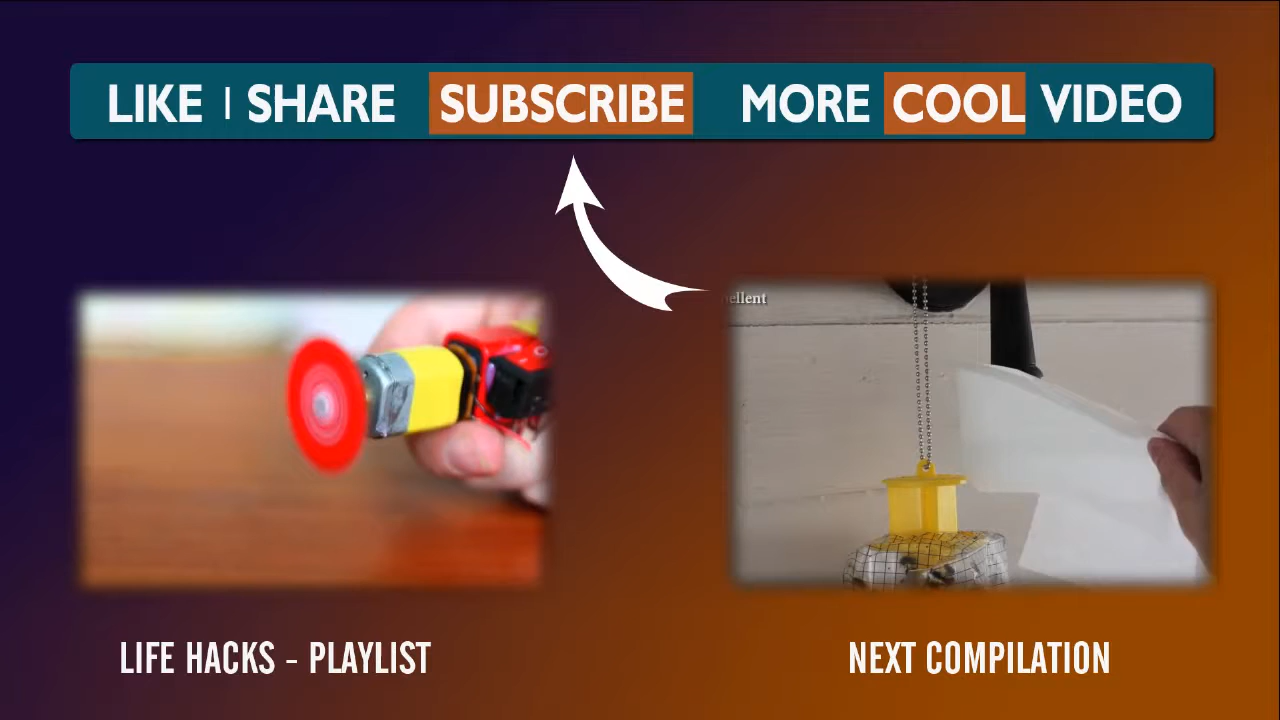 LIKE | SHARE SUBSCRIBE MORE COOL VIDEO
LIFE HACKS - PLAYLIST
NEXT COMPILATION